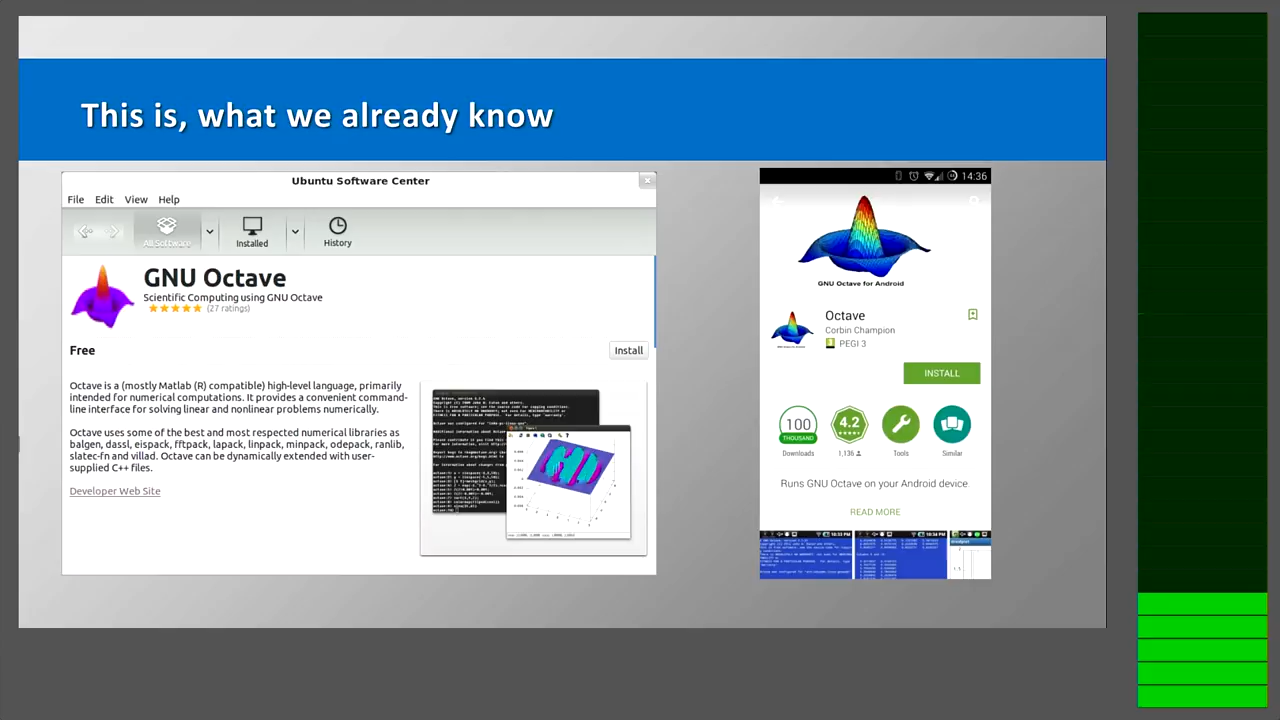 This is, what we already know
Ubuntu Software Center
File Edit View Help
All Software
Installed
History
GNU Octave
Scientific Computing using GNU Octave
(27 ratings)
Free
Install
Octave is a (mostly Matlab (R) compatible) high-level language, primarily
intended for numerical computations. It provides a convenient command-
line interface for solving linear and nonlinear problems numerically.
Octave uses some of the best and most respected numerical libraries as
balgen, dassl, eispack, fftpack, lapack, linpack, minpack, odepack, ranlib,
slatec-fn and villad. Octave can be dynamically extended with user-
supplied C++ files.
Developer Web Site
14:36
GNU Octave for Android
Octave
Corbin Champion
PEGI 3
INSTALL
100
THOUSAND
4.2
Downloads
1,136
Tools
Similar
Runs GNU Octave on your Android device.
READ MORE